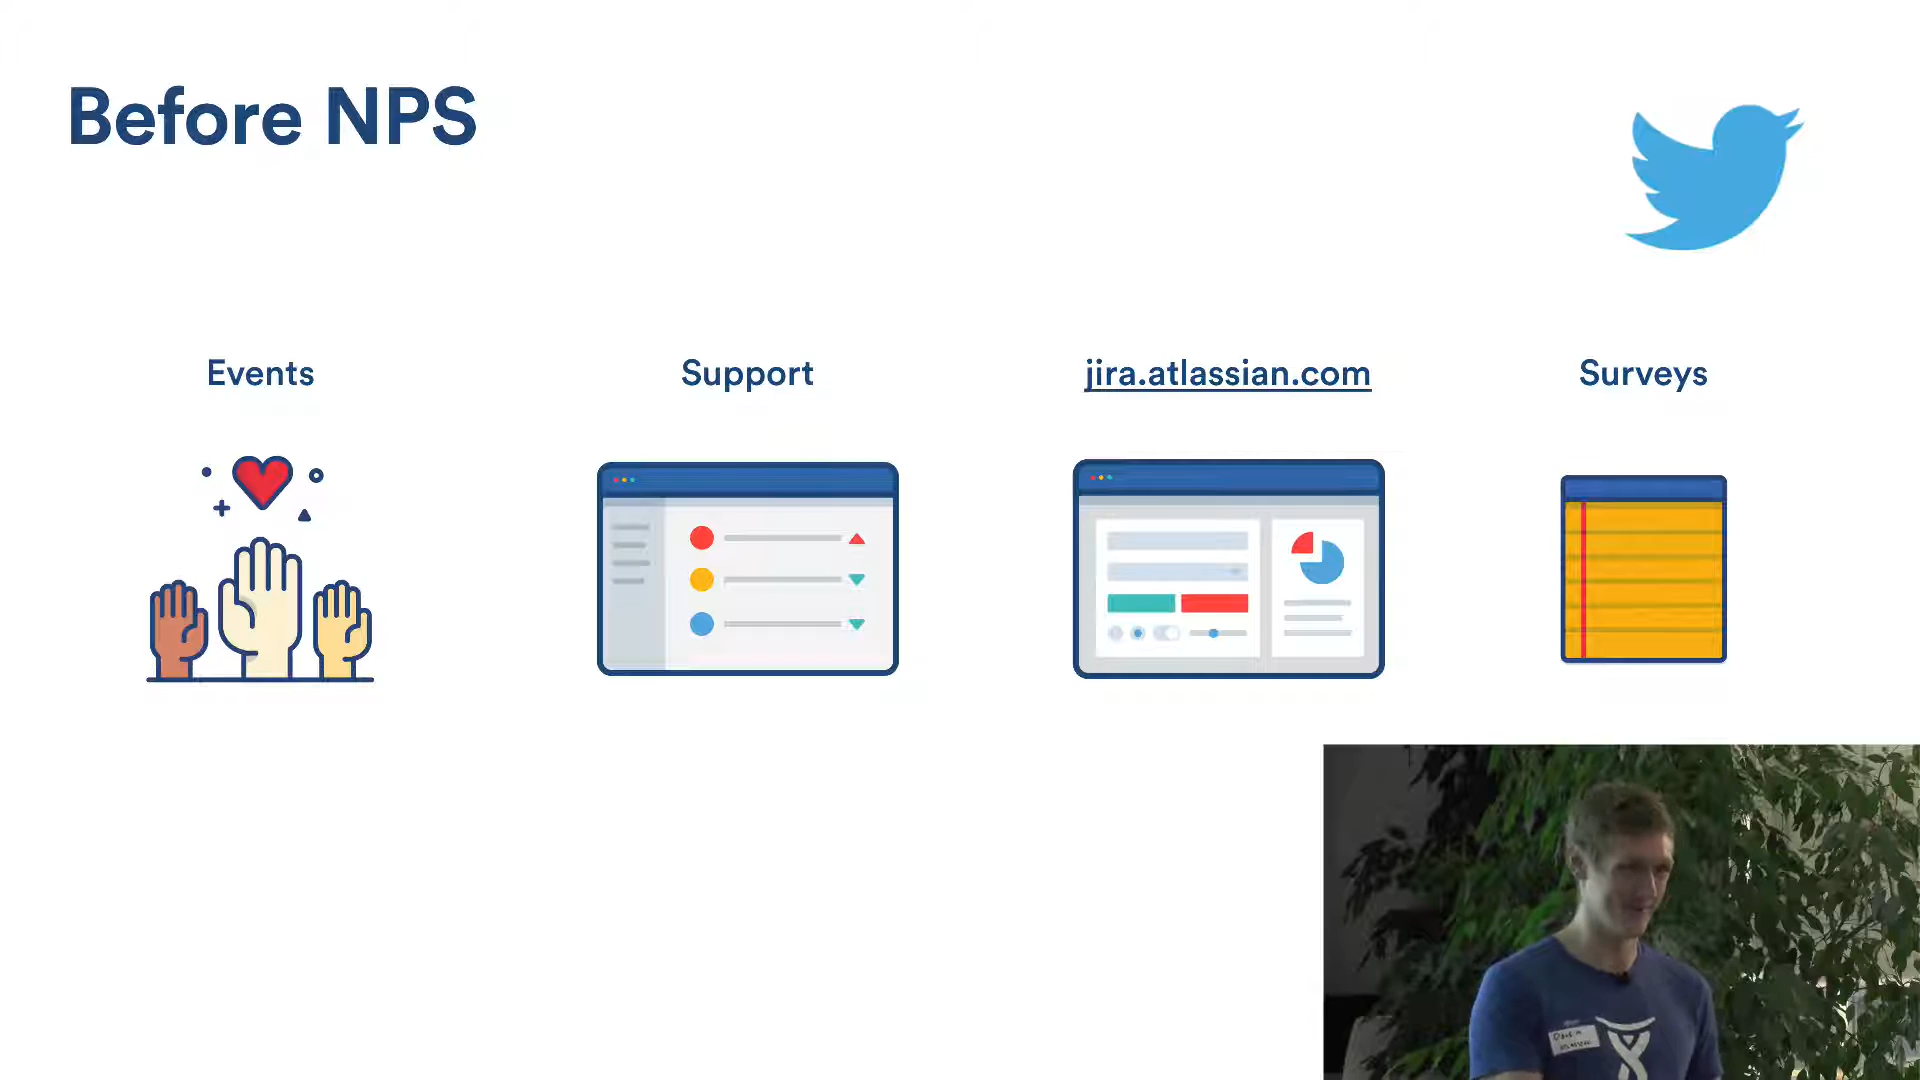 Before NPS
Events
Support
jira.atlassian.com
Surveys